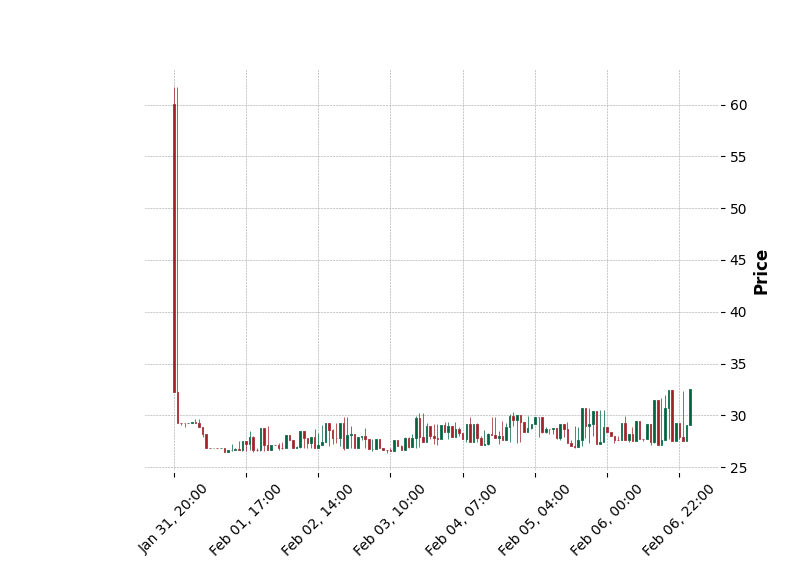 60
55
50
45
40
35
30
25
Price
Jan 31, 20:00
Feb 01, 17:00
Feb 02, 14:00
Feb 03, 10:00
Feb 04, 07:00
Feb 05, 04:00
Feb 06, 00:00
Feb 06, 22:00